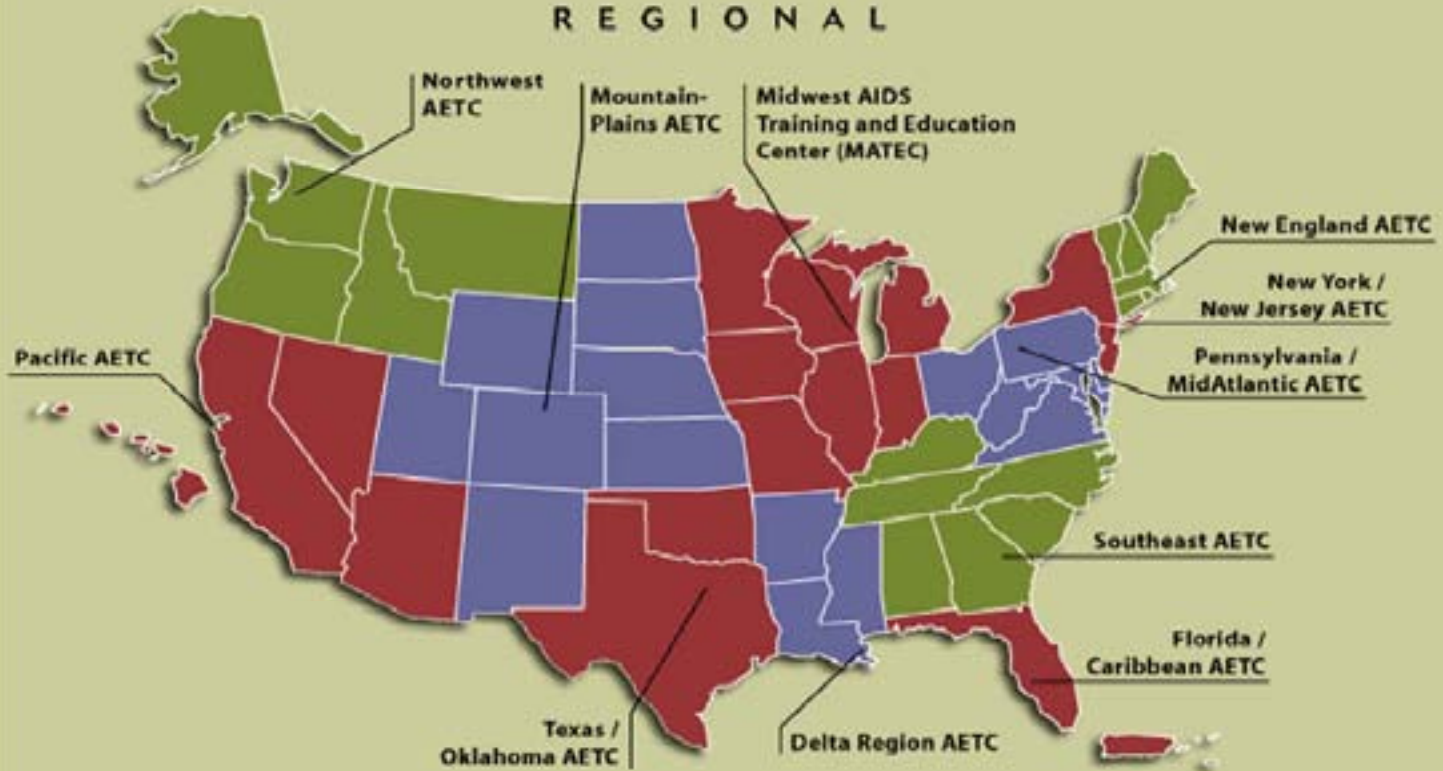 REGIONAL
Northwest
AETC
Mountain-
Plains AETC
Midwest AIDS
Training and Education
Center (MATEC)
New England AETC
New York /
New Jersey AETC
Pacific AETC
Pennsylvania /
MidAtlantic AETC
Southeast AETC
Florida /
Caribbean AETC
Texas /
Oklahoma AETC
Delta Region AETC